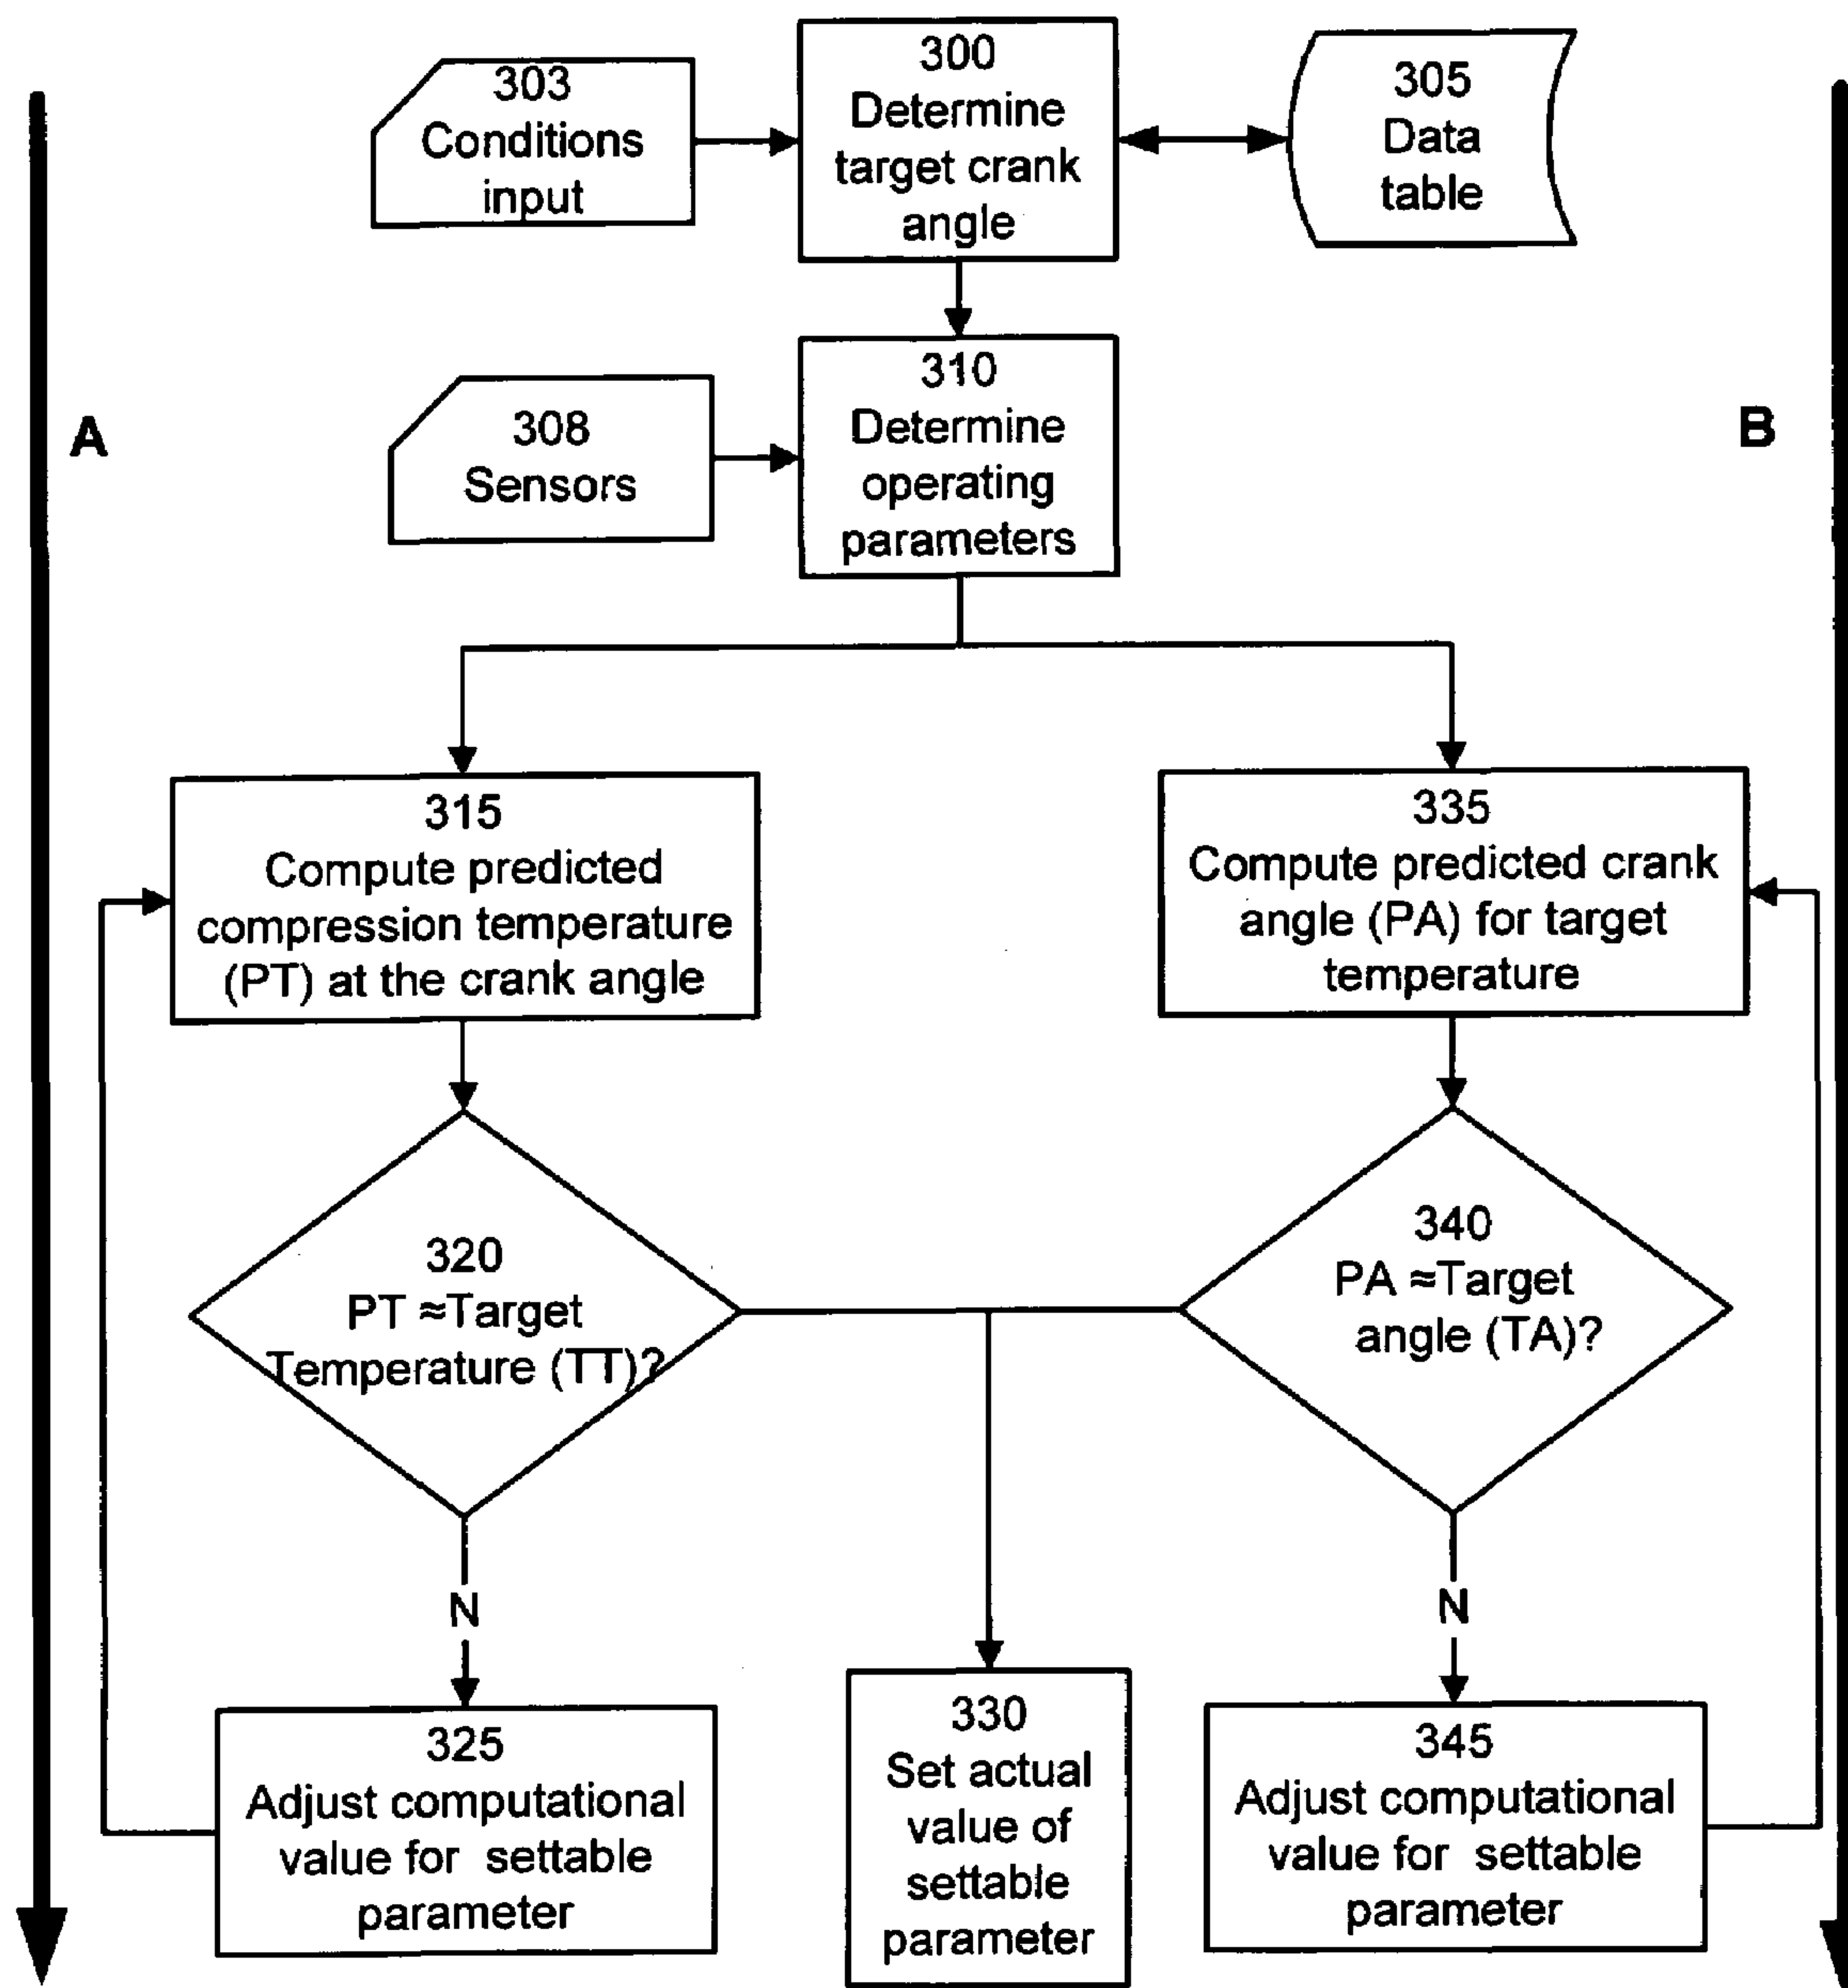 303
Conditions
input
300
Determine
target crank
angle
305
Data
table
A
308
Sensors
310
Determine
operating
parameters
B
315
Compute predicted
compression temperature
(PT) at the crank angle
335
Compute predicted crank
angle (PA) for target
temperature
320
PT ≈Target
Temperature (TT)?
340
PA ≈Target
angle (TA)?
N
N
325
Adjust computational
value for settable
parameter
330
Set actual
value of
settable
parameter
345
Adjust computational
value for settable
parameter